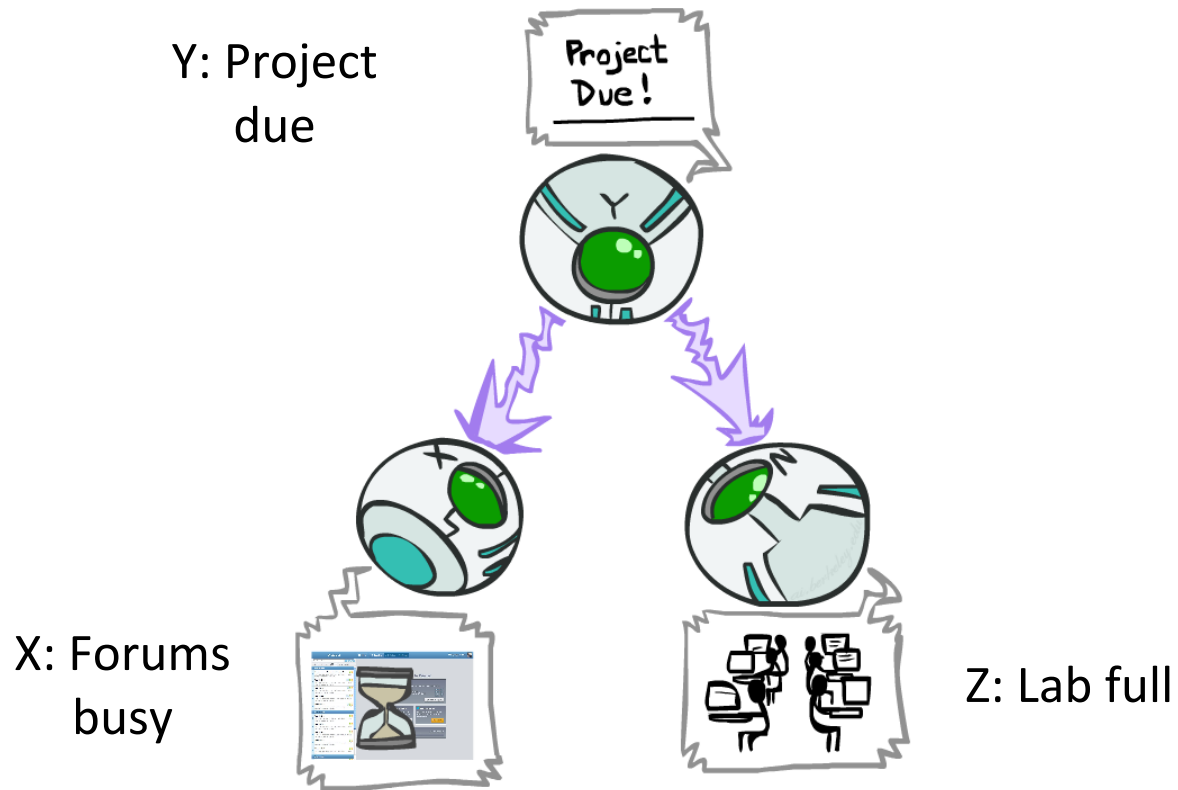 Y: Project
due
Project
Due!
Y
X
Z
X: Forums
busy
Z: Lab full